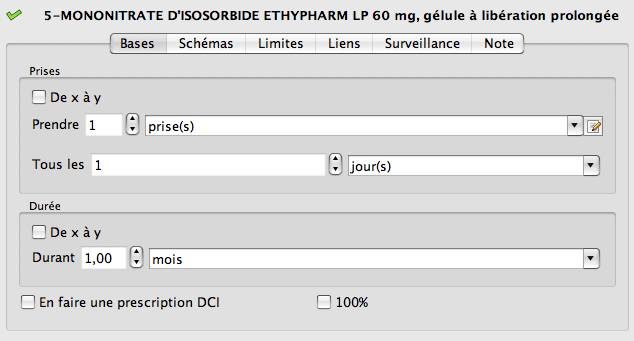 5-MONONITRATE D'ISOSORBIDE ETHYPHARM LP 60 mg, gélule à libération prolongée
Bases Schémas Limites Liens Surveillance Note
Prises
De x à y
Prendre 1 prise(s)
Tous les 1 jour(s)
Durée
De x à y
Durant 1,00 mois
En faire une prescription DCI 100%